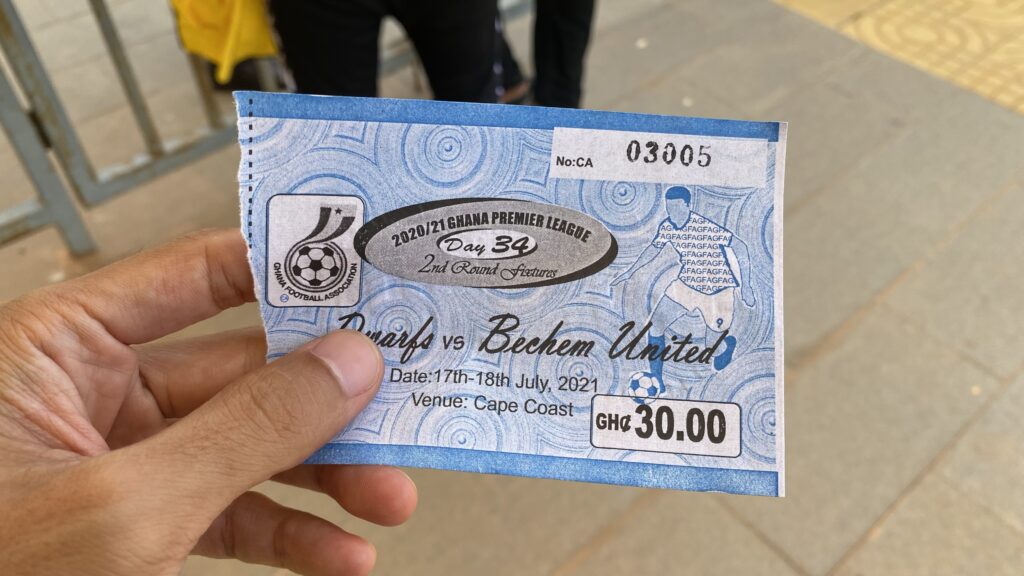 No:CA 03005
2020/21 GHANA PREMIER LEAGUE
Day 34
2nd Round Fixtures
GHANA FOOTBALL ASSOCIATION
FAGFAGFAGF
Dwarfs vs Bechem United
Date:17th-18th July, 2021
Venue: Cape Coast
GH₵ 30.00